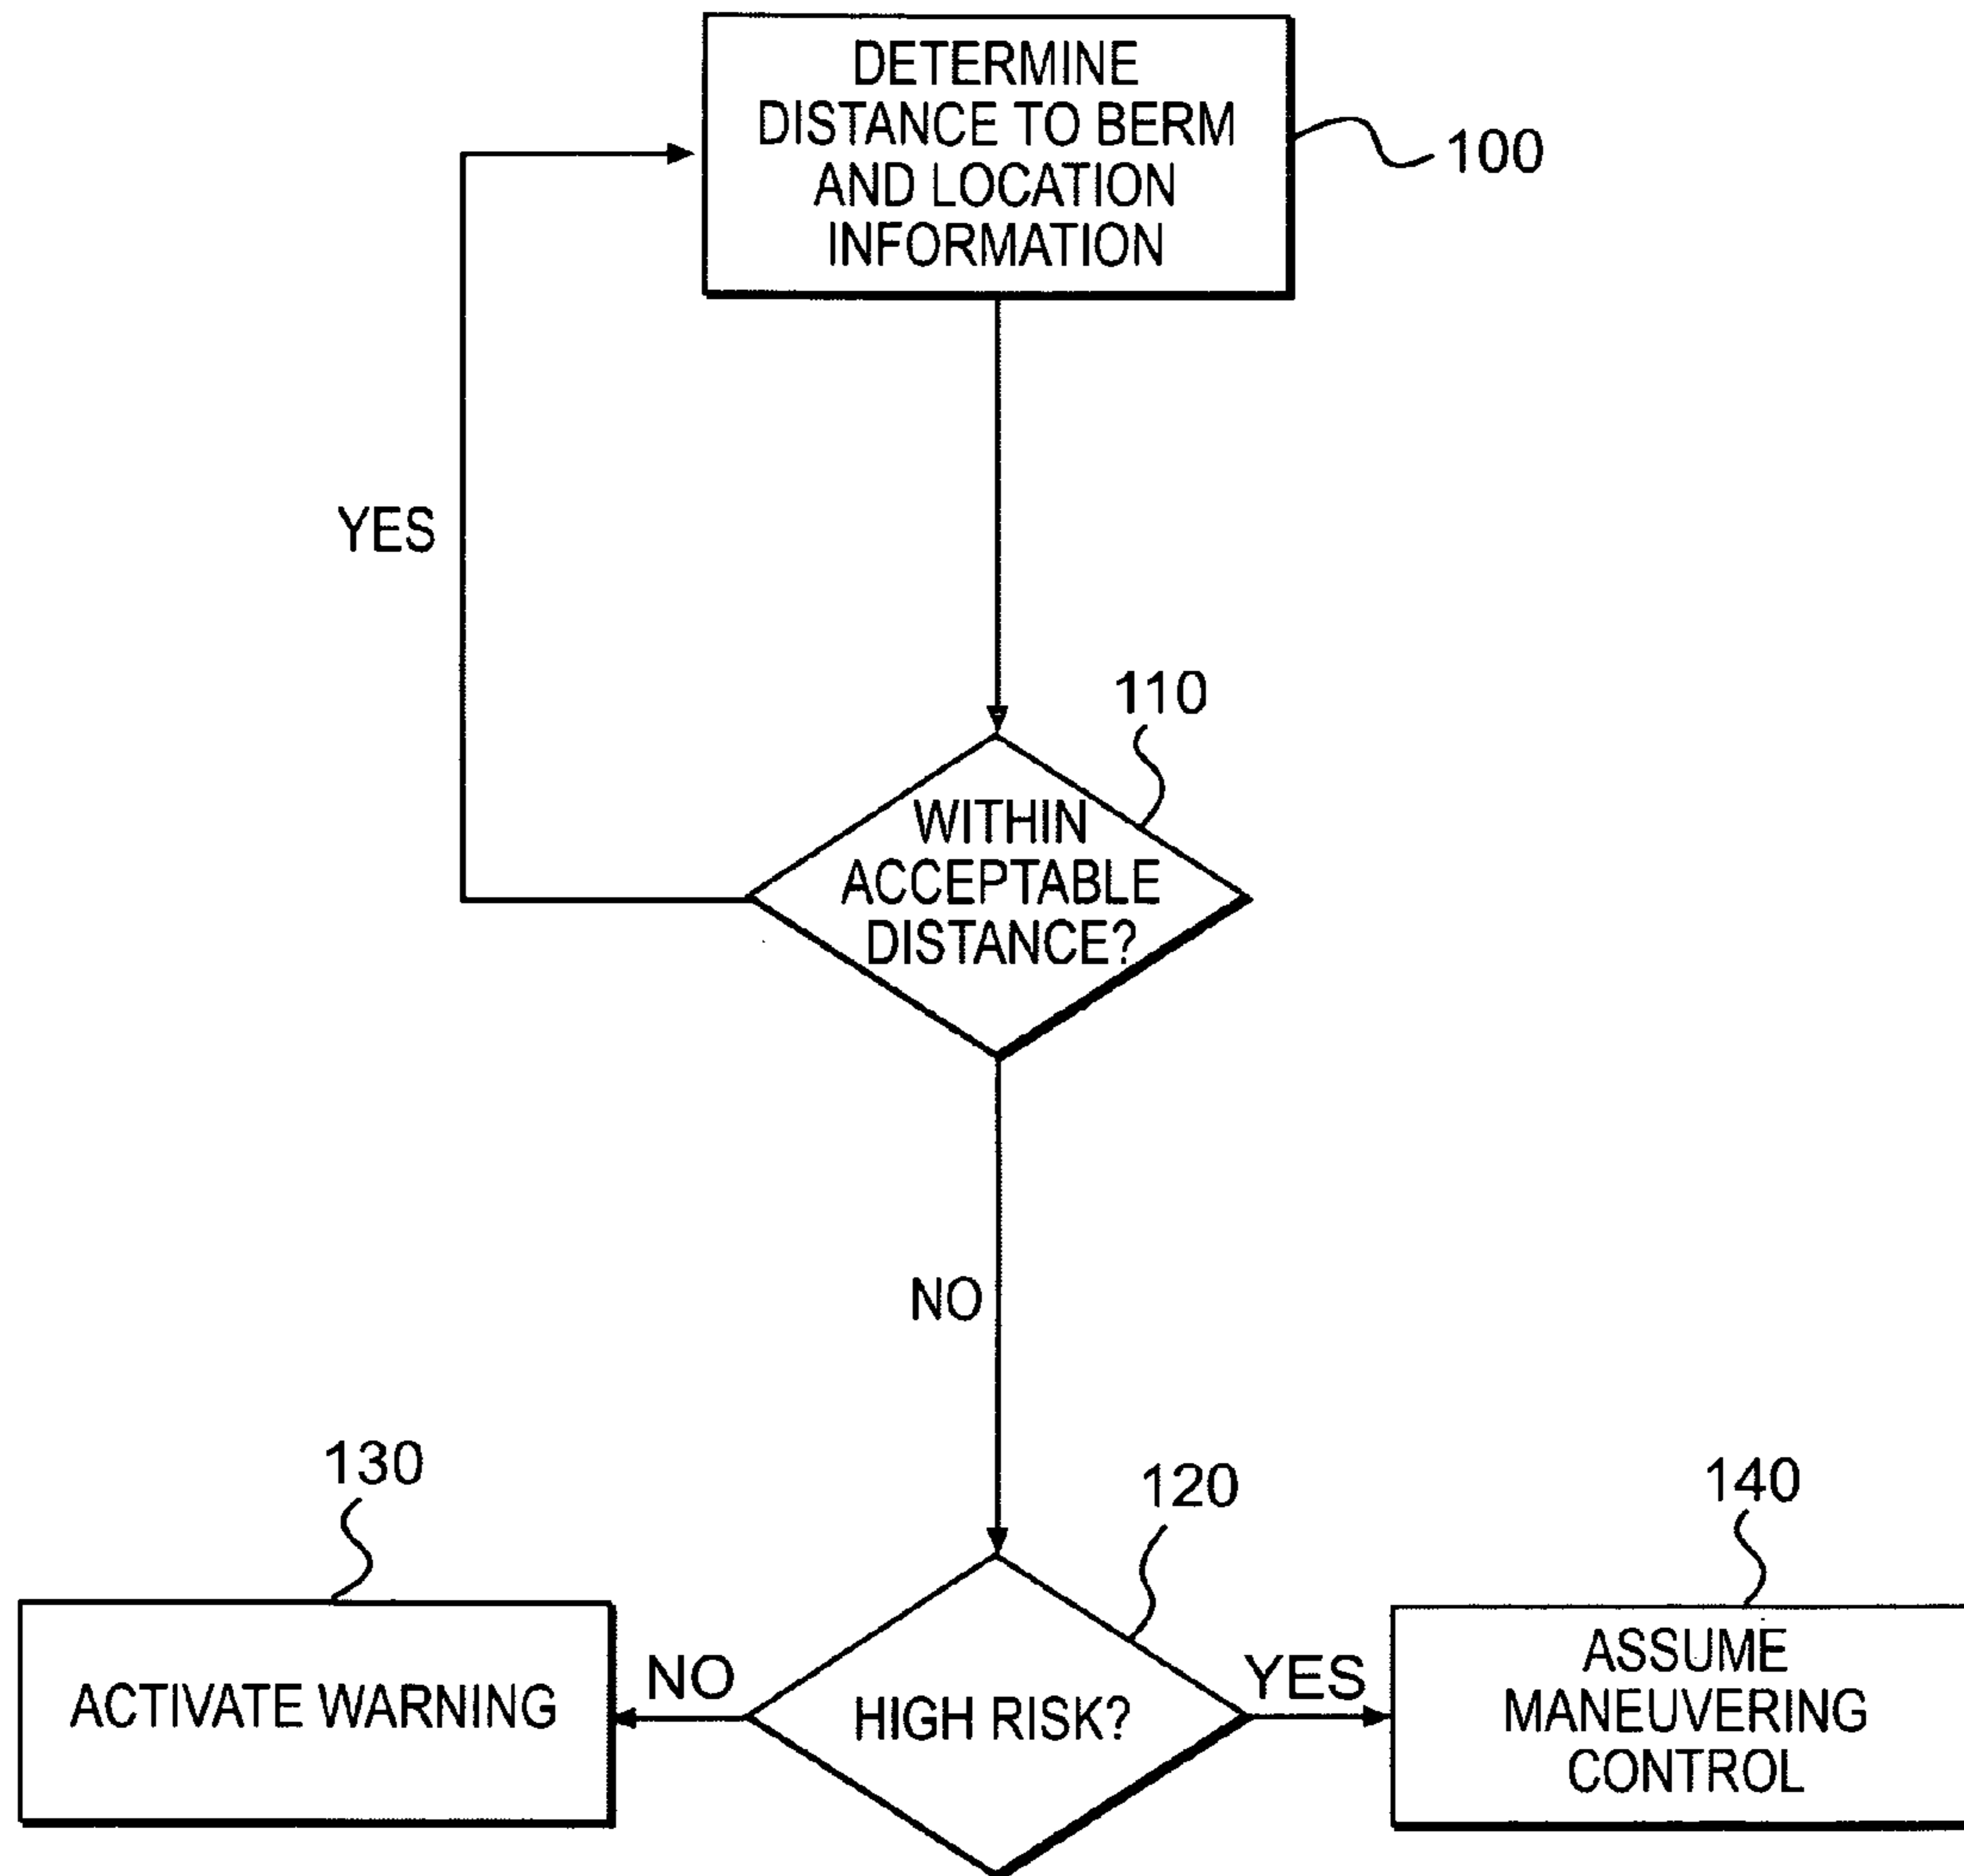 DETERMINE
DISTANCE TO BERM
AND LOCATION
INFORMATION
100
YES
110
WITHIN
ACCEPTABLE
DISTANCE?
NO
130
120
140
ACTIVATE WARNING
NO
HIGH RISK?
YES
ASSUME
MANEUVERING
CONTROL